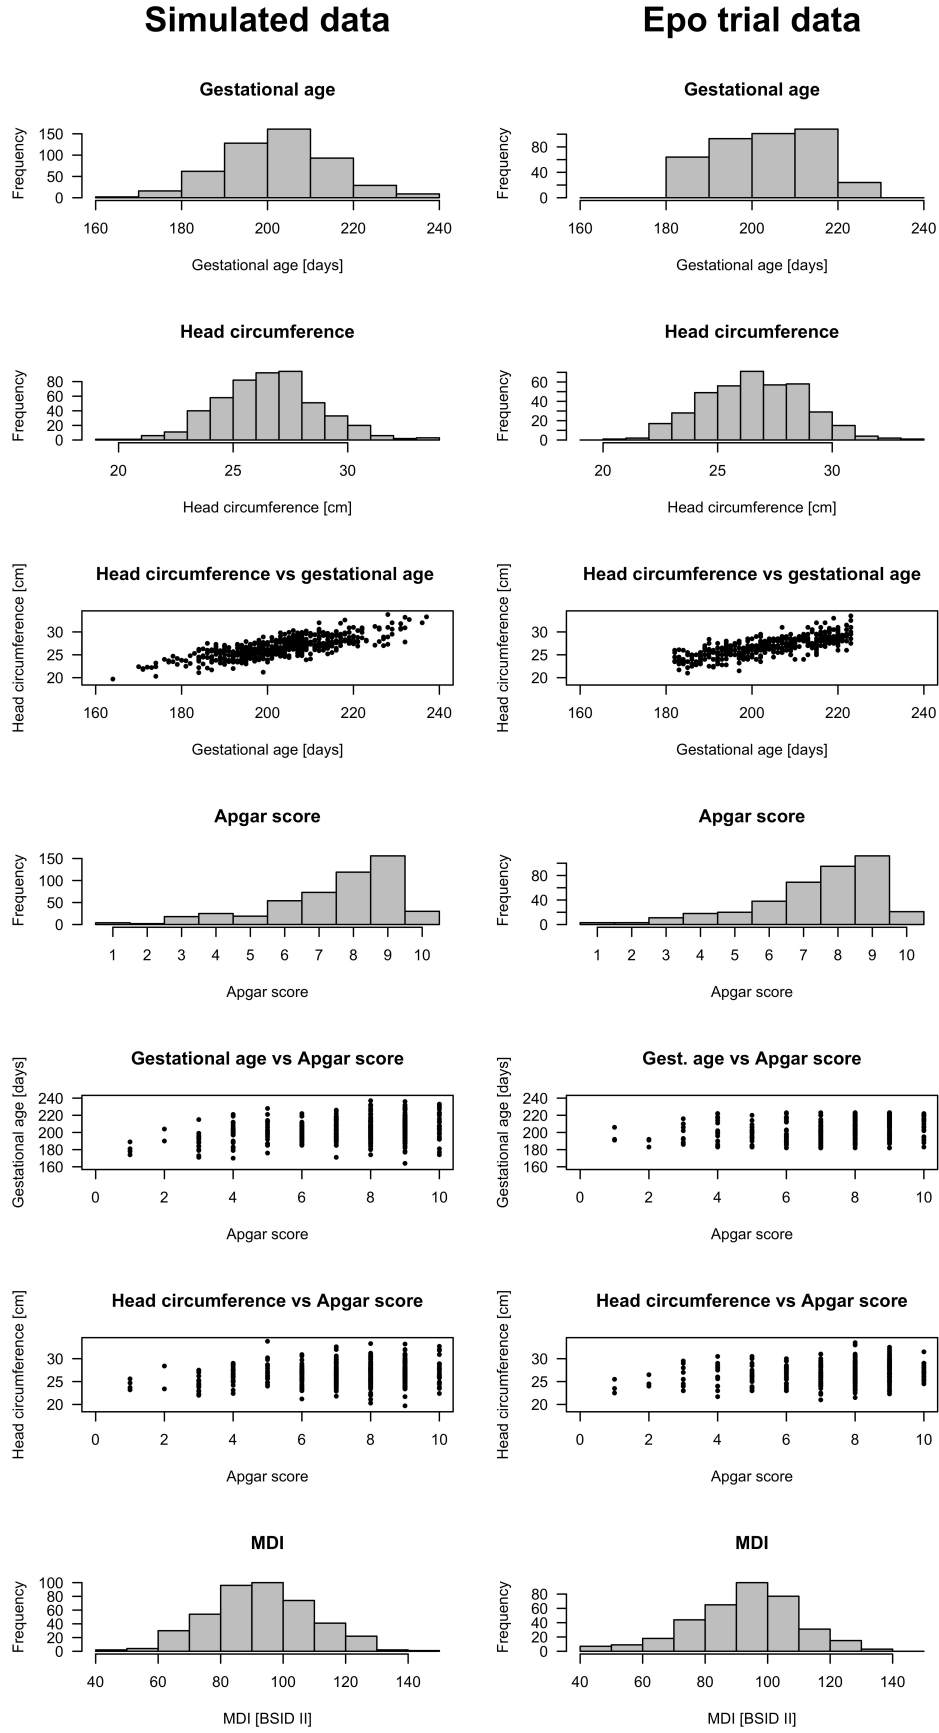 Simulated data
Epo trial data
Gestational age
Frequency
150
100
50
0
160 180 200 220 240
Gestational age [days]
Gestational age
Frequency
80
40
0
160 180 200 220 240
Gestational age [days]
Head circumference
Frequency
80
60
40
20
0
20 25 30
Head circumference [cm]
Head circumference
Frequency
60
40
20
0
20 25 30
Head circumference [cm]
Head circumference vs gestational age
Head circumference [cm]
30
25
20
160 180 200 220 240
Gestational age [days]
Head circumference vs gestational age
Head circumference [cm]
30
25
20
160 180 200 220 240
Gestational age [days]
Apgar score
Frequency
150
100
50
0
1 2 3 4 5 6 7 8 9 10
Apgar score
Apgar score
Frequency
80
40
0
1 2 3 4 5 6 7 8 9 10
Apgar score
Gestational age vs Apgar score
Gestational age [days]
240
220
200
180
160
0 2 4 6 8 10
Apgar score
Gest. age vs Apgar score
Gestational age [days]
240
220
200
180
160
0 2 4 6 8 10
Apgar score
Head circumference vs Apgar score
Head circumference [cm]
30
25
20
0 2 4 6 8 10
Apgar score
Head circumference vs Apgar score
Head circumference [cm]
30
25
20
0 2 4 6 8 10
Apgar score
MDI
Frequency
100
80
60
40
20
0
40 60 80 100 120 140
MDI [BSID II]
MDI
Frequency
80
60
40
20
0
40 60 80 100 120 140
MDI [BSID II]